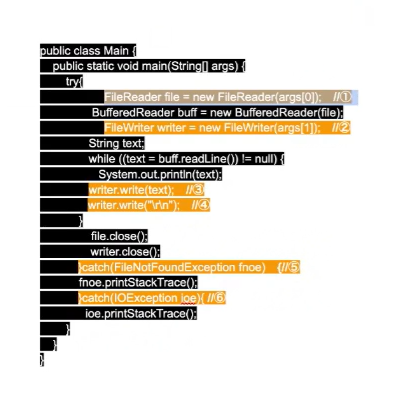 public class Main {
public static void main(String[] args) {
try{
FileReader file = new FileReader(args[0]); //①
BufferedReader buff = new BufferedReader(file);
FileWriter writer = new FileWriter(args[1]); //②
String text;
while ((text = buff.readLine()) != null) {
System.out.println(text);
writer.write(text); //③
writer.write("\r\n"); //④
}
file.close();
writer.close();
}catch(FileNotFoundException fnoe) {//⑤
fnoe.printStackTrace();
}catch(IOException ioe){ //⑥
ioe.printStackTrace();
}
}
}